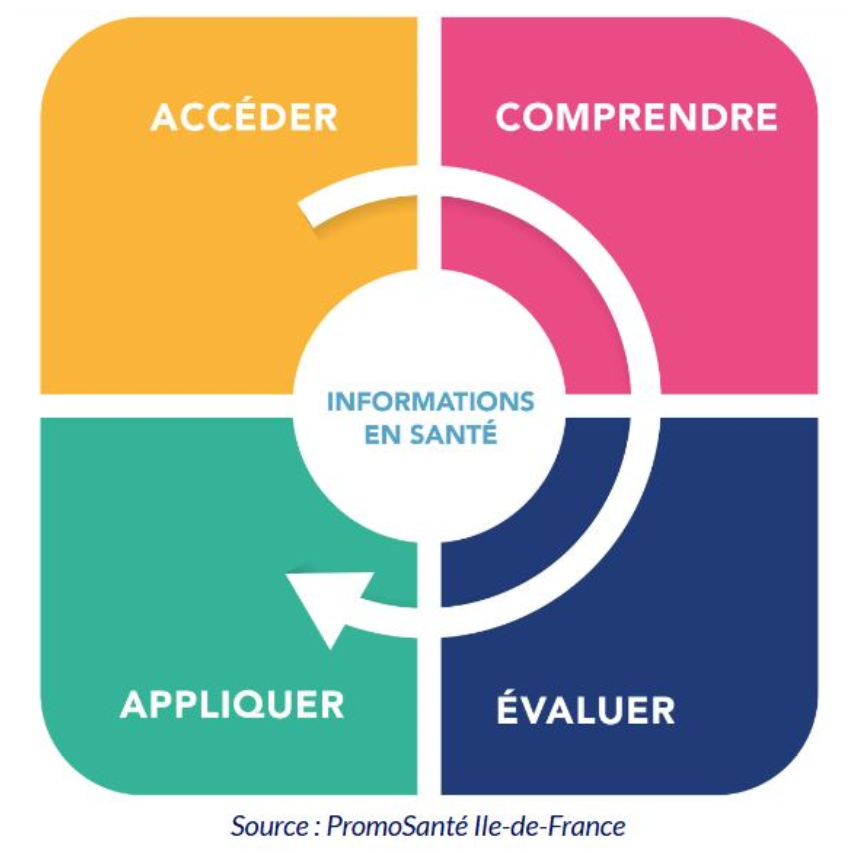 ACCÉDER
COMPRENDRE
INFORMATIONS
EN SANTÉ
APPLIQUER
ÉVALUER
Source : PromoSanté Ile-de-France